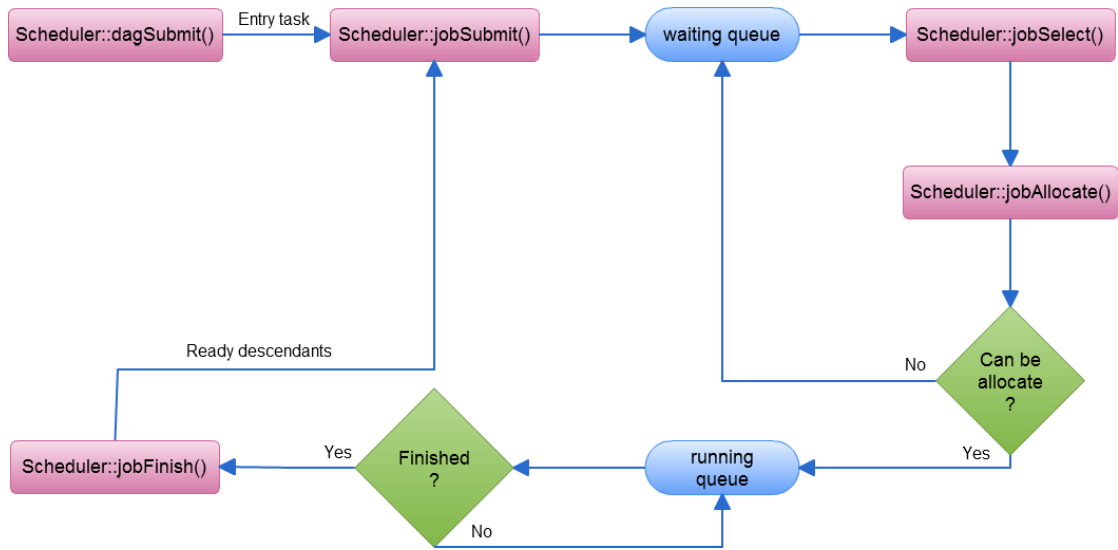 Entry task
Scheduler::dagSubmit()
Scheduler::jobSubmit()
waiting queue
Scheduler::jobSelect()
Scheduler::jobAllocate()
Ready descendants
No
Can be
allocate
?
Yes
running
queue
Finished
?
Yes
Scheduler::jobFinish()
No